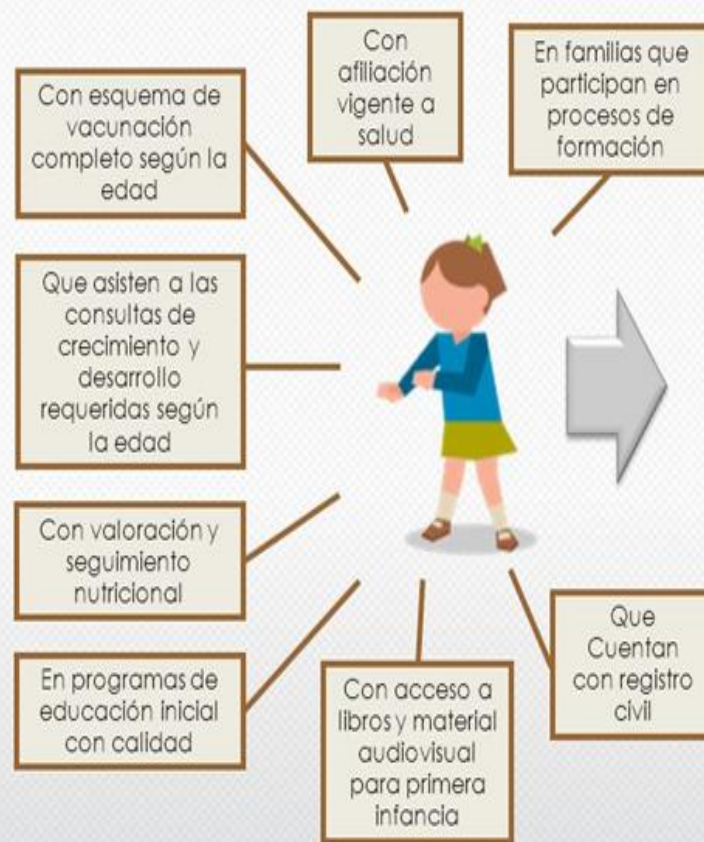 Con
afiliación
vigente a
salud
En familias que
participan en
procesos de
formación
Con esquema de
vacunación
completo según la
edad
Que asisten a las
consultas de
crecimiento y
desarrollo
requeridas según
la edad
Con valoración y
seguimiento
nutricional
En programas de
educación inicial
con calidad
Con acceso a
libros y material
audiovisual
para primera
infancia
Que
Cuentan
con registro
civil